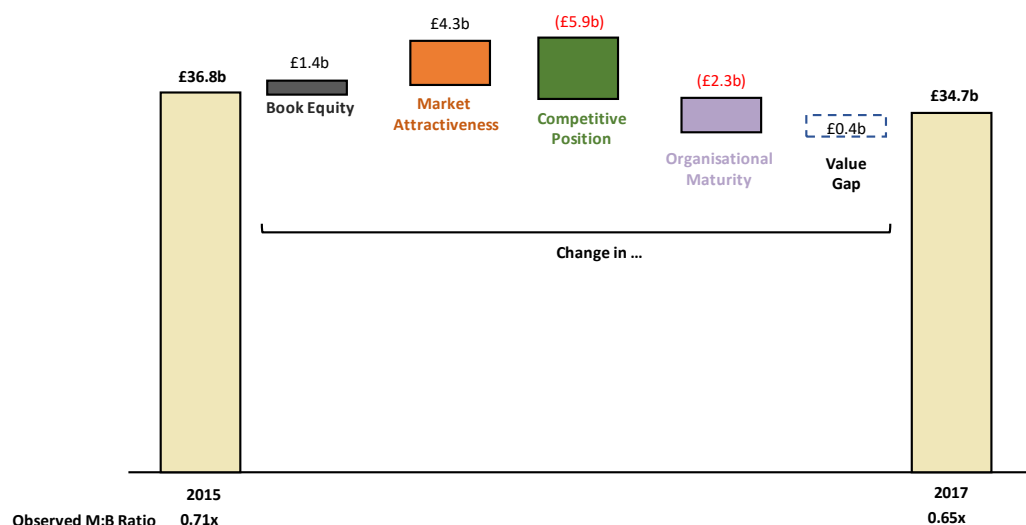 £36.8b
£1.4b
Book Equity
£4.3b
Market
Attractiveness
(£5.9b)
Competitive
Position
(£2.3b)
Organisational
Maturity
£0.4b
Value
Gap
£34.7b
Change in ...
2015
2017
Observed M:B Ratio 0.71x
0.65x